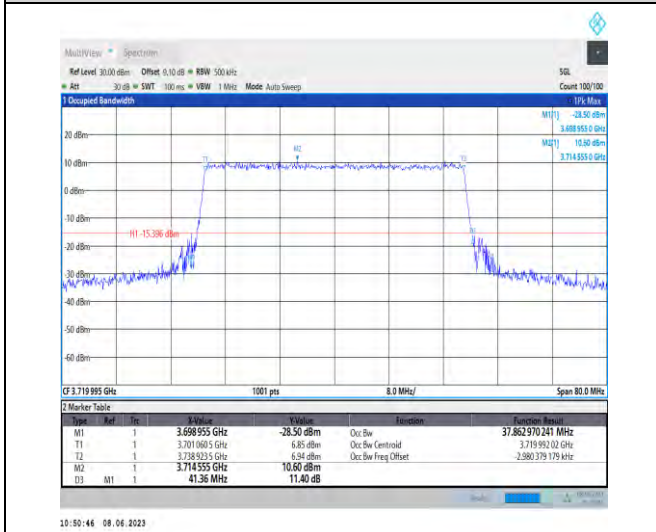 MultiView Spectrum
Ref Level 30.00 dBm Offset 0.10 dB RBW 500 kHz SGL
Att 30 dB SWT 100 ms VBW 1 MHz Mode Auto Sweep Count 100/100
1 Occupied Bandwidth 1Pk Max
M1[1] -28.50 dBm
3.698 955 0 GHz
M2[1] 10.60 dBm
3.714 555 0 GHz
20 dBm
M2
T1 T2
10 dBm
0 dBm
-10 dBm
H1 -15.396 dBm
-20 dBm
-30 dBm
-40 dBm
-50 dBm
-60 dBm
CF 3.719 995 GHz 1001 pts 8.0 MHz/ Span 80.0 MHz
2 Marker Table
Type Ref Trc X-Value Y-Value Function Function Result
M1 1 3.698 955 GHz -28.50 dBm Occ Bw 37.862 970 241 MHz
T1 1 3.701 060 5 GHz 6.85 dBm Occ Bw Centroid 3.719 992 02 GHz
T2 1 3.738 923 5 GHz 6.94 dBm Occ Bw Freq Offset -2.980 379 179 kHz
M2 1 3.714 555 GHz 10.60 dBm
D3 M1 1 41.36 MHz 11.40 dB
10:50:46 08.06.2023